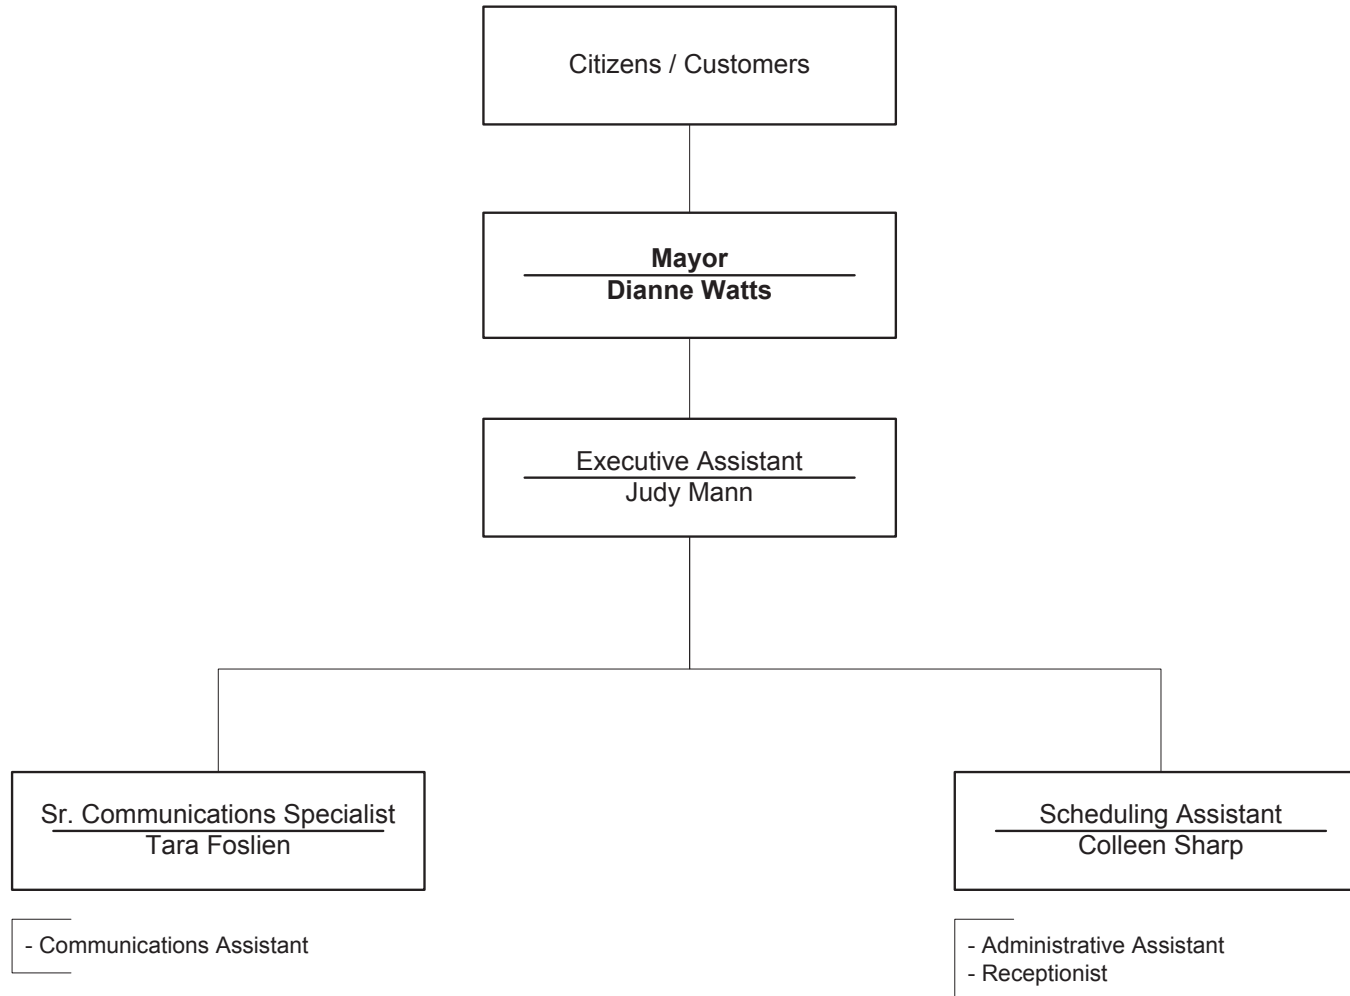 Citizens / Customers
Mayor
Dianne Watts
Executive Assistant
Judy Mann
Sr. Communications Specialist
Tara Foslien
- Communications Assistant
Scheduling Assistant
Colleen Sharp
- Administrative Assistant
- Receptionist